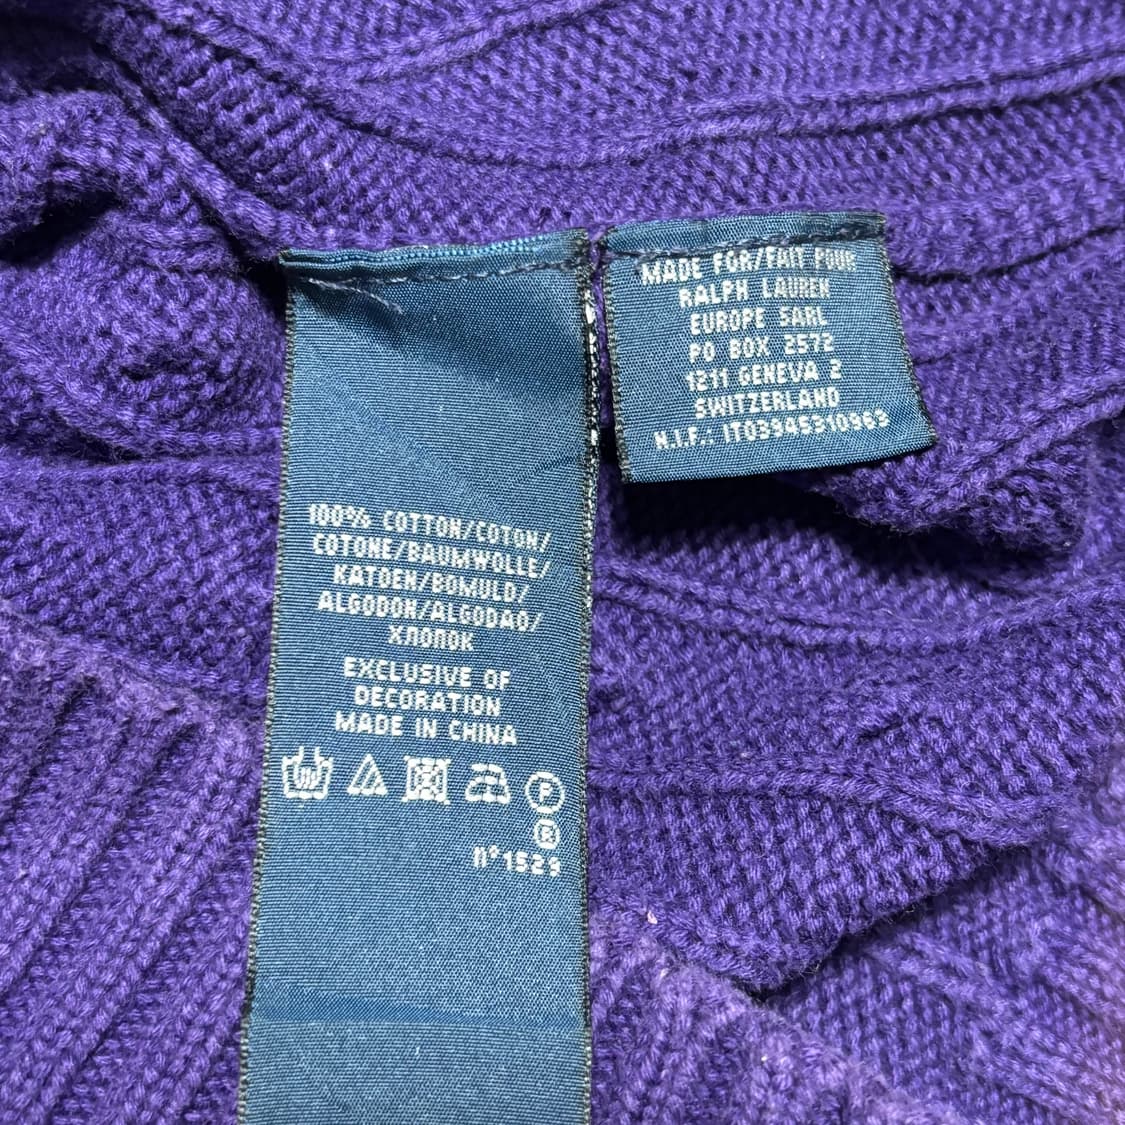 100% COTTON/COTON/
COTONE/BAUMWOLLE/
KATOEN/BOMULD/
ALGODON/ALGODAO/
ХЛОПОК
EXCLUSIVE OF
DECORATION
MADE IN CHINA
P
R
n°1529
MADE FOR/FAIT POUR
RALPH LAUREN
EUROPE SARL
PO BOX 2572
1211 GENEVA 2
SWITZERLAND
N.I.F.: IT03945310963